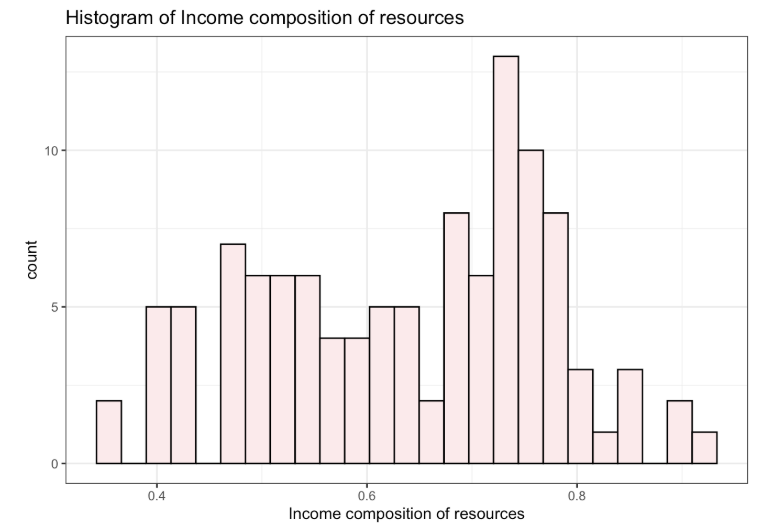 Histogram of Income composition of resources
10
5
0
count
0.4 0.6 0.8
Income composition of resources